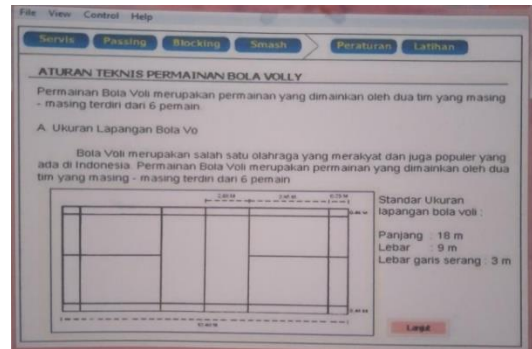 File View Control Help
Servis Passing Blocking Smash Peraturan Latihan
ATURAN TEKNIS PERMAINAN BOLA VOLLY
Permainan Bola Voli merupakan permainan yang dimainkan oleh dua tim yang masing
- masing terdiri dari 6 pemain
A. Ukuran Lapangan Bola Vo
Bola Voli merupakan salah satu olahraga yang merakyat dan juga populer yang
ada di Indonesia. Permainan Bola Voli merupakan permainan yang dimainkan oleh dua
tim yang masing - masing terdiri dari 6 pemain
Standar Ukuran
lapangan bola voli :
Panjang : 18 m
Lebar : 9 m
Lebar garis serang : 3 m
Lanjut